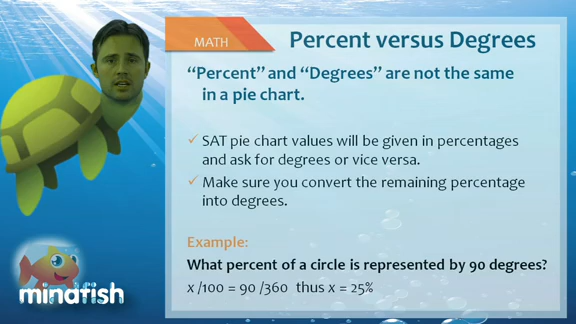 MATH
Percent versus Degrees
“Percent” and “Degrees” are not the same
in a pie chart.
✓ SAT pie chart values will be given in percentages
and ask for degrees or vice versa.
✓ Make sure you convert the remaining percentage
into degrees.
Example:
What percent of a circle is represented by 90 degrees?
x /100 = 90 /360 thus x = 25%
mindfish